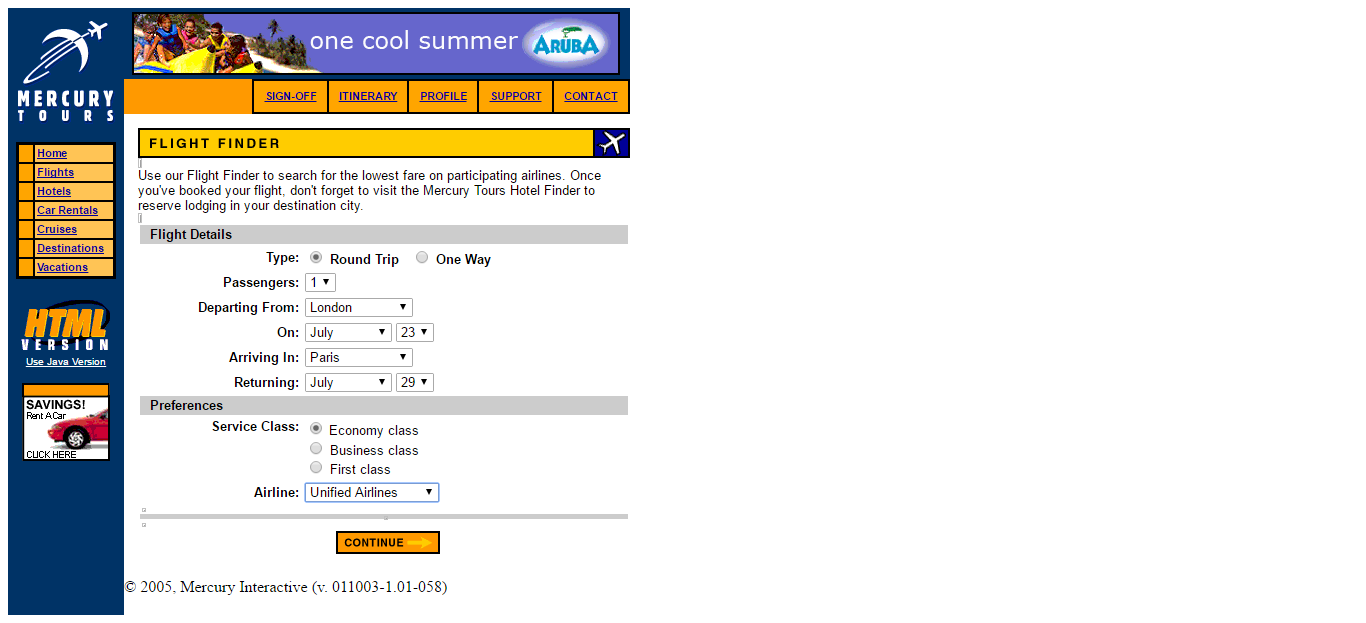 one cool summer ARUBA
MERCURY
TOURS
SIGN-OFF ITINERARY PROFILE SUPPORT CONTACT
Home
Flights
Hotels
Car Rentals
Cruises
Destinations
Vacations
HTML
VERSION
Use Java Version
SAVINGS!
Rent A Car
CLICK HERE
FLIGHT FINDER
Use our Flight Finder to search for the lowest fare on participating airlines. Once
you've booked your flight, don't forget to visit the Mercury Tours Hotel Finder to
reserve lodging in your destination city.
Flight Details
Type: Round Trip One Way
Passengers: 1
Departing From: London
On: July 23
Arriving In: Paris
Returning: July 29
Preferences
Service Class: Economy class
Business class
First class
Airline: Unified Airlines
CONTINUE
© 2005, Mercury Interactive (v. 011003-1.01-058)